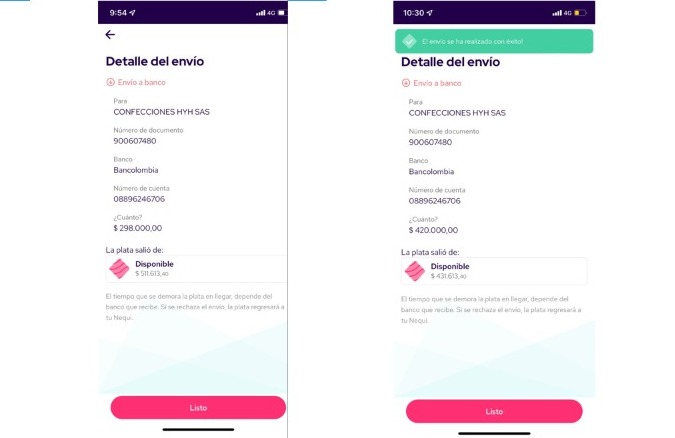 9:54
4G
Detalle del envío
Envío a banco
Para
CONFECCIONES HYH SAS
Número de documento
900607480
Banco
Bancolombia
Número de cuenta
08896246706
¿Cuánto?
$ 298.000,00
La plata salió de:
Disponible
$ 511.613,40
El tiempo que se demora la plata en llegar, depende del
banco que recibe. Si se rechaza el envío, la plata regresará a
tu Nequi.
Listo
10:30
4G
El envío se ha realizado con éxito!
Detalle del envío
Envío a banco
Para
CONFECCIONES HYH SAS
Número de documento
900607480
Banco
Bancolombia
Número de cuenta
08896246706
¿Cuánto?
$ 420.000,00
La plata salió de:
Disponible
$ 431.613,40
El tiempo que se demora la plata en llegar, depende del
banco que recibe. Si se rechaza el envío, la plata regresará a
tu Nequi.
Listo